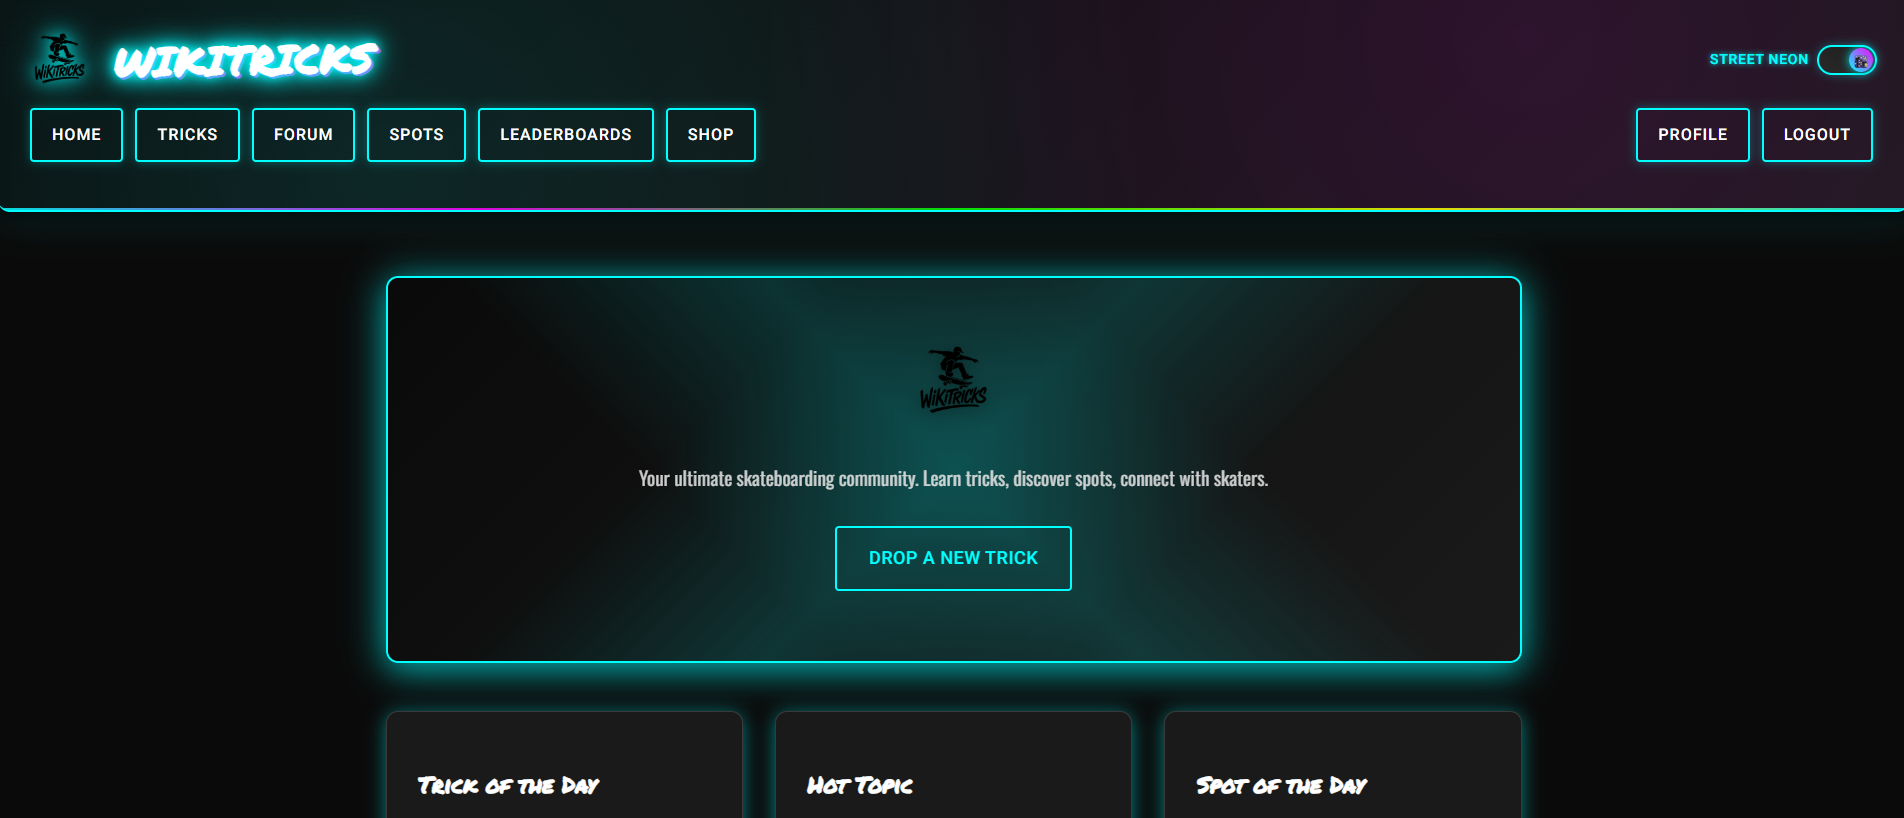 WIKITRICKS
WIKITRICKS
STREET NEON
HOME
TRICKS
FORUM
SPOTS
LEADERBOARDS
SHOP
PROFILE
LOGOUT
WIKITRICKS
Your ultimate skateboarding community. Learn tricks, discover spots, connect with skaters.
DROP A NEW TRICK
Trick of the Day
Hot Topic
Spot of the Day